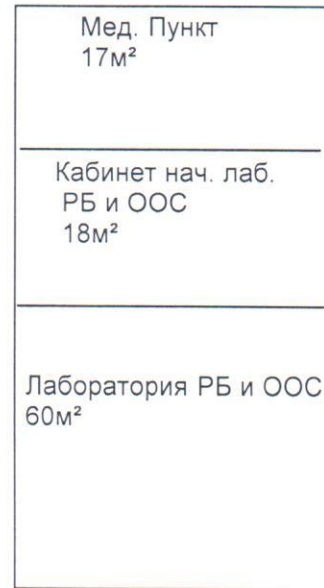 Мед. Пункт
17м²
Кабинет нач. лаб.
РБ и ООС
18м²
Лаборатория РБ и ООС
60м²